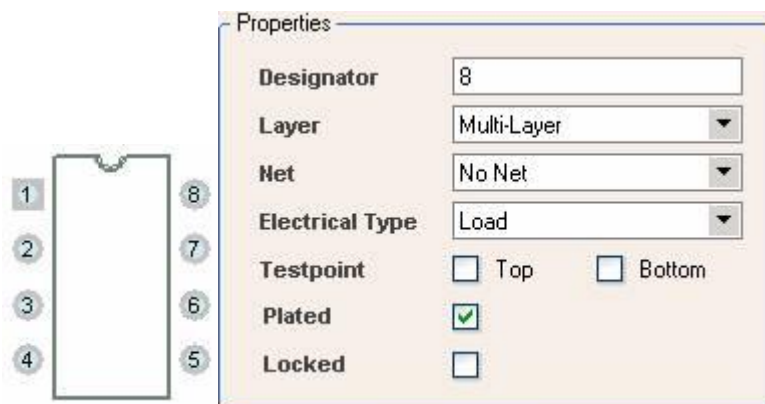 Properties
Designator 8
Layer Multi-Layer
Net No Net
Electrical Type Load
Testpoint Top Bottom
Plated
Locked
1 8
2 7
3 6
4 5